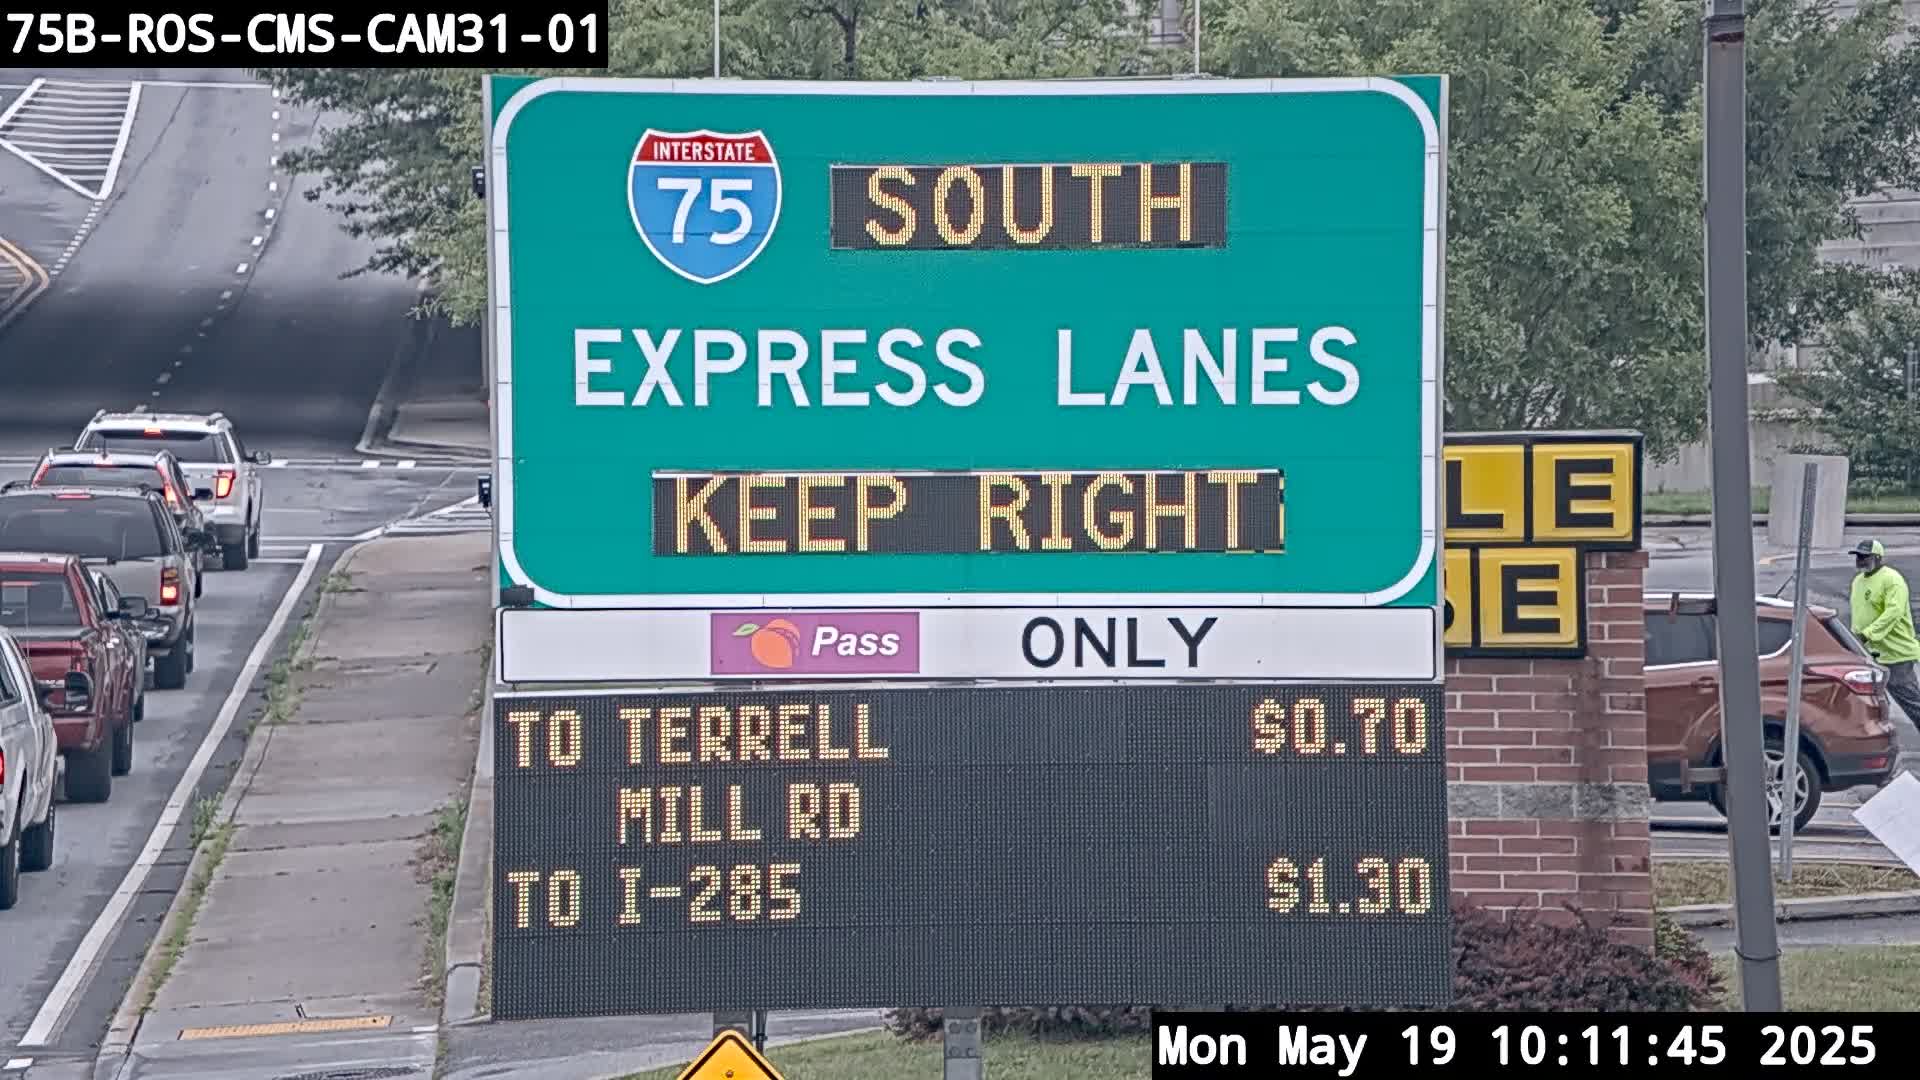 75B-ROS-CMS-CAM31-01
INTERSTATE
75
SOUTH
EXPRESS LANES
KEEP RIGHT
Pass ONLY
TO TERRELL $0.70
MILL RD
TO I-285 $1.30
LE
E
Mon May 19 10:11:45 2025